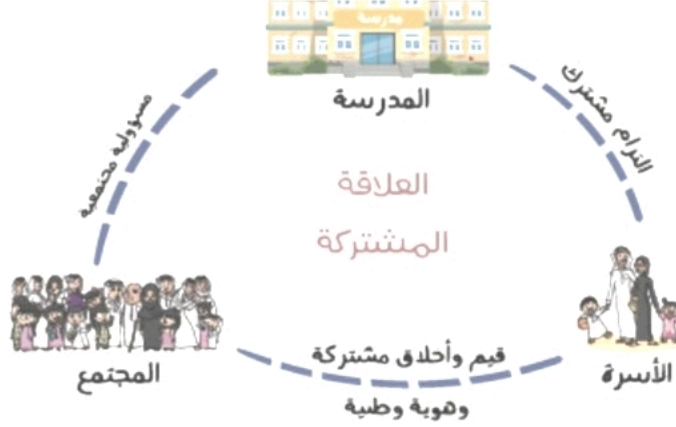 مدرسة
المدرسة
التزام مشترك
مسؤولية مجتمعية
العلاقة
المشتركة
المجتمع
الأسرة
قيم وأخلاق مشتركة
وهوية وطنية